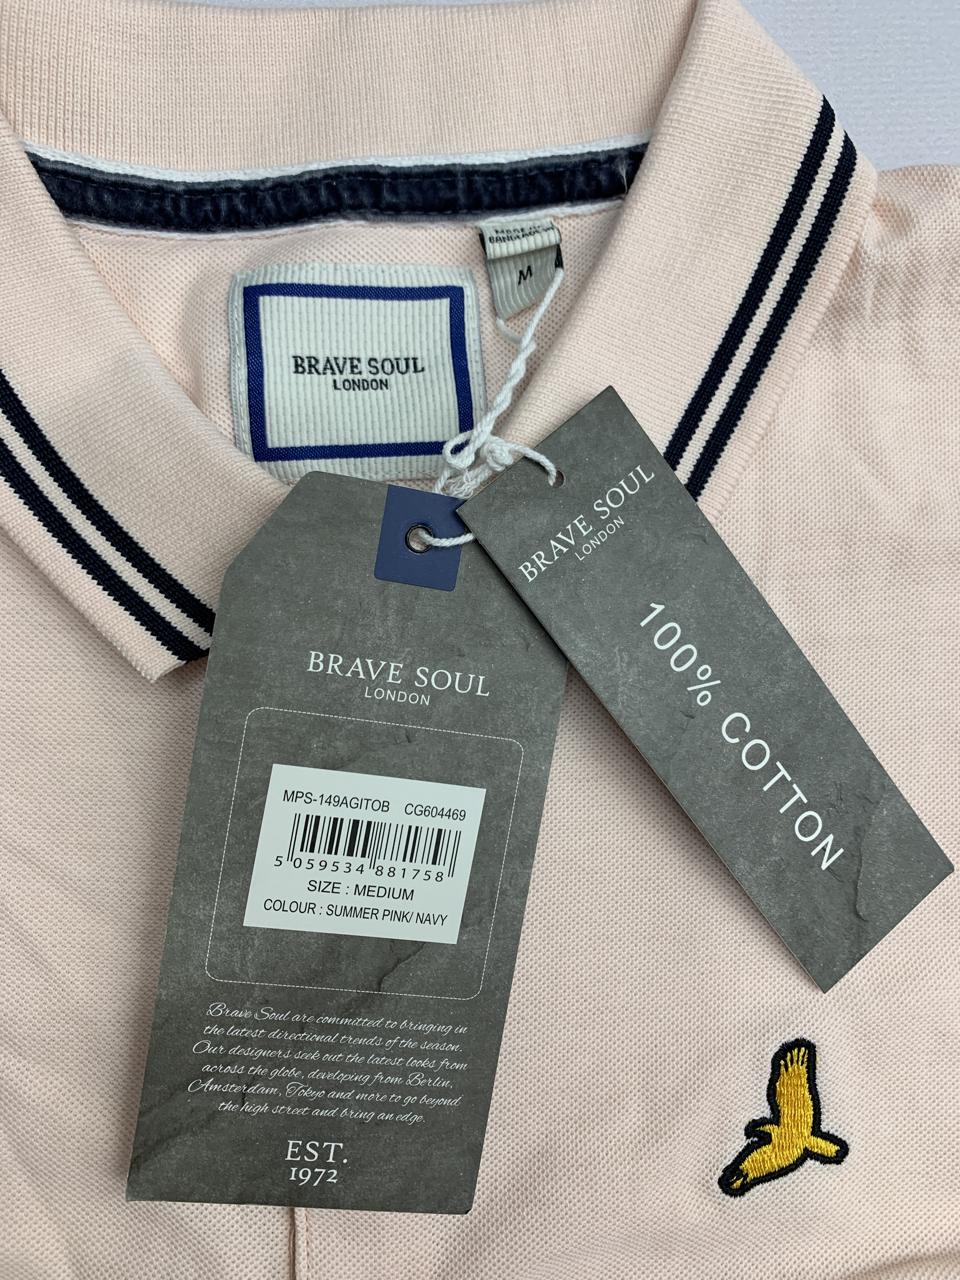 MADE IN
BANGLADESH
M
BRAVE SOUL
LONDON
BRAVE SOUL
LONDON
100% COTTON
BRAVE SOUL
LONDON
MPS-149AGITOB CG604469
5 059534 881758
SIZE : MEDIUM
COLOUR : SUMMER PINK/ NAVY
Brave Soul are committed to bringing in
the latest directional trends of the season.
Our designers seek out the latest looks from
across the globe, developing from Berlin,
Amsterdam, Tokyo and more to go beyond
the high street and bring an edge.
EST.
1972